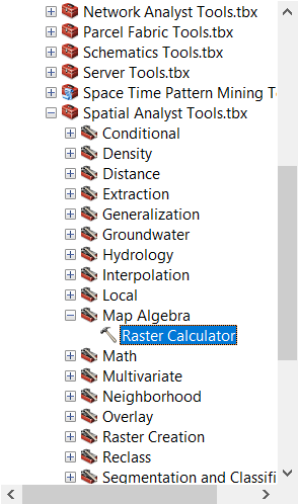 Network Analyst Tools.tbx
Parcel Fabric Tools.tbx
Schematics Tools.tbx
Server Tools.tbx
Space Time Pattern Mining T
Spatial Analyst Tools.tbx
Conditional
Density
Distance
Extraction
Generalization
Groundwater
Hydrology
Interpolation
Local
Map Algebra
Raster Calculator
Math
Multivariate
Neighborhood
Overlay
Raster Creation
Reclass
Segmentation and Classifi